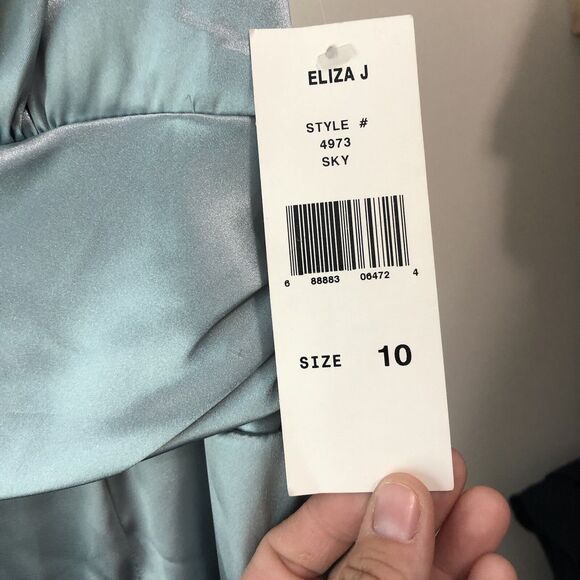 ELIZA J
STYLE #
4973
SKY
6 88883 06472 4
SIZE 10